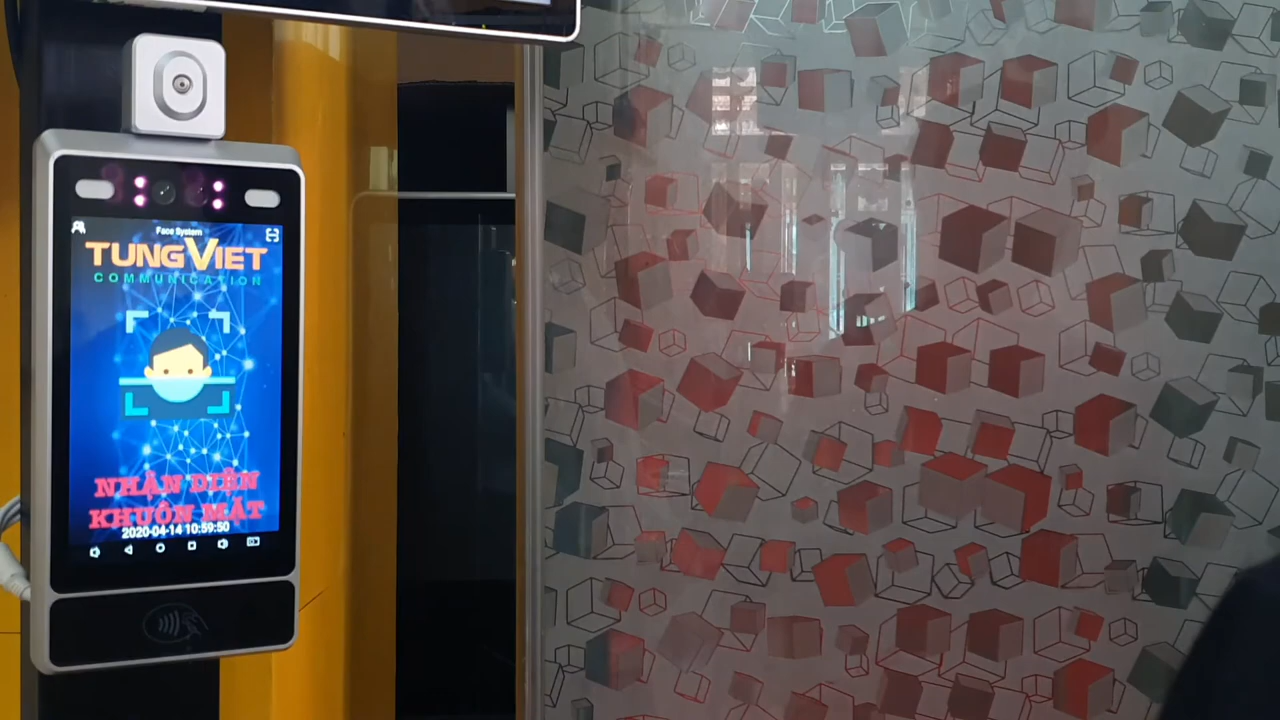 Face System
TUNGVIET
COMMUNICATION
NHẬN DIỆN
KHUÔN MẶT
2020-04-14 10:59:50